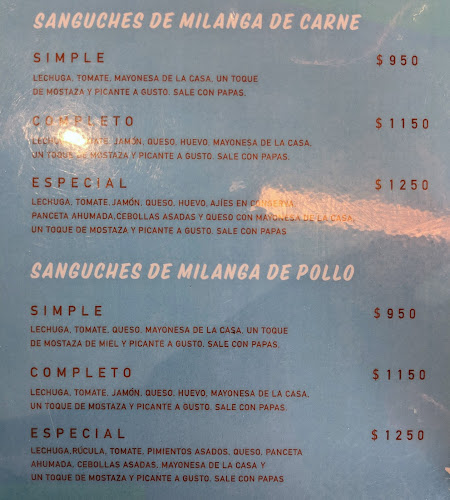 SANGUCHES DE MILANGA DE CARNE
SIMPLE $950
LECHUGA, TOMATE, MAYONESA DE LA CASA, UN TOQUE
DE MOSTAZA Y PICANTE A GUSTO. SALE CON PAPAS.
COMPLETO $1150
LECHUGA, TOMATE, JAMÓN, QUESO, HUEVO, MAYONESA DE LA CASA,
UN TOQUE DE MOSTAZA Y PICANTE A GUSTO. SALE CON PAPAS.
ESPECIAL $1250
LECHUGA, TOMATE, JAMÓN, QUESO, HUEVO, AJÍES EN CONSERVA,
PANCETA AHUMADA,CEBOLLAS ASADAS Y QUESO CON MAYONESA DE LA CASA,
UN TOQUE DE MOSTAZA Y PICANTE A GUSTO. SALE CON PAPAS
SANGUCHES DE MILANGA DE POLLO
SIMPLE $950
LECHUGA, TOMATE, QUESO, MAYONESA DE LA CASA, UN TOQUE
DE MOSTAZA DE MIEL Y PICANTE A GUSTO. SALE CON PAPAS.
COMPLETO $1150
LECHUGA, TOMATE, JAMÓN, QUESO, HUEVO, MAYONESA DE LA CASA,
UN TOQUE DE MOSTAZA Y PICANTE A GUSTO. SALE CON PAPAS
ESPECIAL $1250
LECHUGA,RÚCULA, TOMATE, PIMIENTOS ASADOS, QUESO, PANCETA
AHUMADA, CEBOLLAS ASADAS, MAYONESA DE LA CASA Y
UN TOQUE DE MOSTAZA Y PICANTE A GUSTO. SALE CON PAPAS